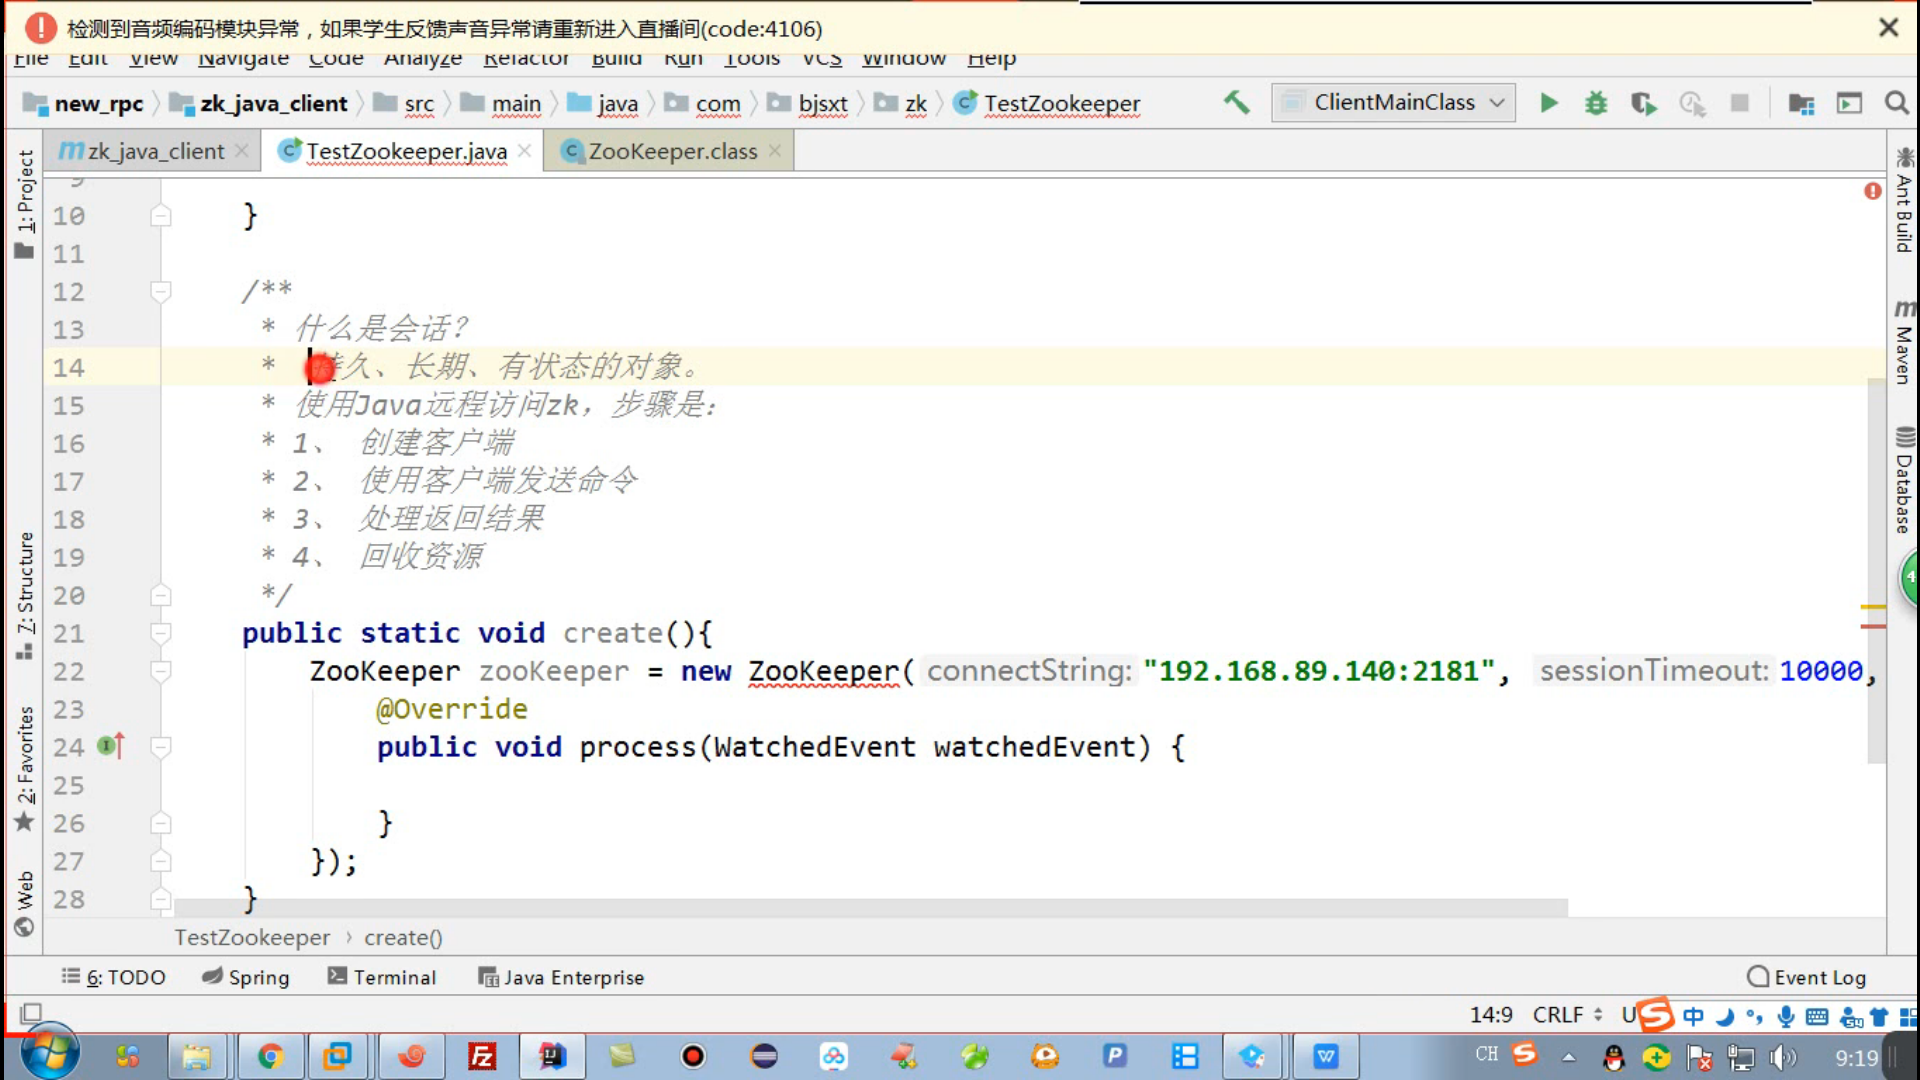 检测到音频编码模块异常，如果学生反馈声音异常请重新进入直播间(code:4106)
File Edit View Navigate Code Analyze Refactor Build Run Tools VCS Window Help
new_rpc zk_java_client src main java com bjsxt zk TestZookeeper ClientMainClass
zk_java_client TestZookeeper.java ZooKeeper.class
1: Project
7: Structure
2: Favorites
Web
9
10 }
11
12 /**
13 * 什么是会话?
14 * 持久、长期、有状态的对象。
15 * 使用Java远程访问zk，步骤是：
16 * 1、 创建客户端
17 * 2、 使用客户端发送命令
18 * 3、 处理返回结果
19 * 4、 回收资源
20 */
21 public static void create(){
22 ZooKeeper zooKeeper = new ZooKeeper( connectString: "192.168.89.140:2181", sessionTimeout: 10000,
23 @Override
24 public void process(WatchedEvent watchedEvent) {
25
26 }
27 });
28 }
Ant Build
Maven
Database
4
TestZookeeper › create()
6: TODO Spring Terminal Java Enterprise Event Log
14:9 CRLF U 中
CH 9:19